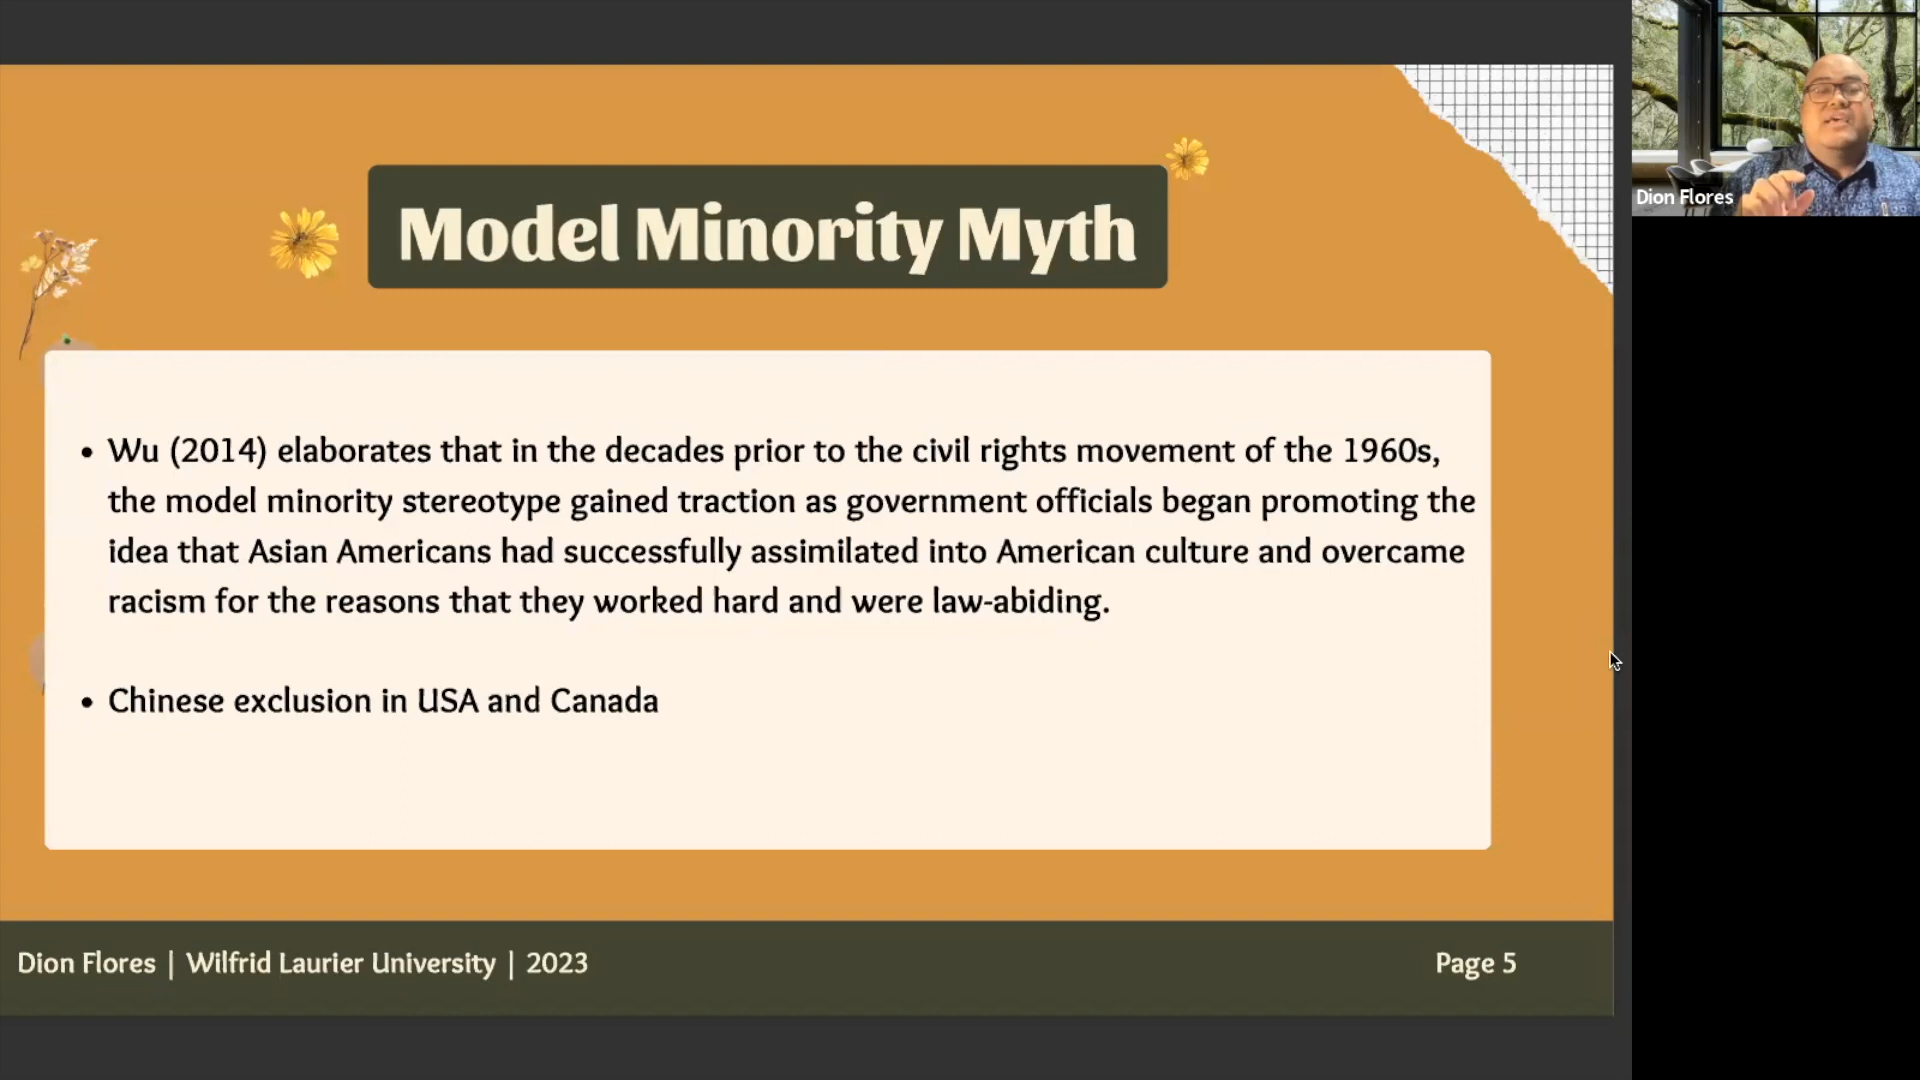 Model Minority Myth
Dion Flores
• Wu (2014) elaborates that in the decades prior to the civil rights movement of the 1960s,
the model minority stereotype gained traction as government officials began promoting the
idea that Asian Americans had successfully assimilated into American culture and overcame
racism for the reasons that they worked hard and were law-abiding.
• Chinese exclusion in USA and Canada
Dion Flores | Wilfrid Laurier University | 2023
Page 5